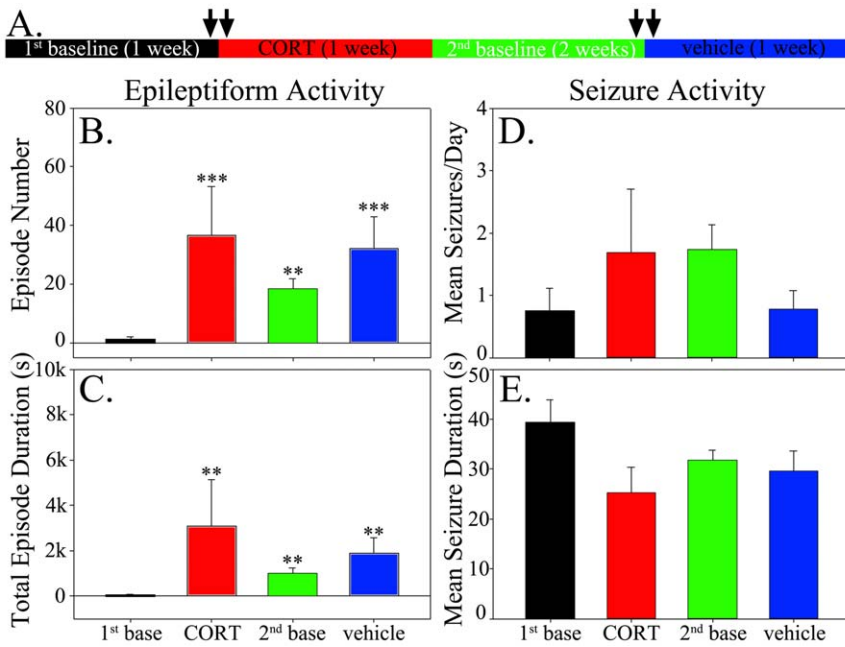 A.
1st baseline (1 week) CORT (1 week) 2nd baseline (2 weeks) vehicle (1 week)
Epileptiform Activity
B.
Episode Number
80
60
40
20
0
***
**
***
C.
Total Episode Duration (s)
10k
8k
6k
4k
2k
0
**
**
**
1st base CORT 2nd base vehicle
Seizure Activity
D.
Mean Seizures/Day
4
3
2
1
0
E.
Mean Seizure Duration (s)
50
40
30
20
10
0
1st base CORT 2nd base vehicle